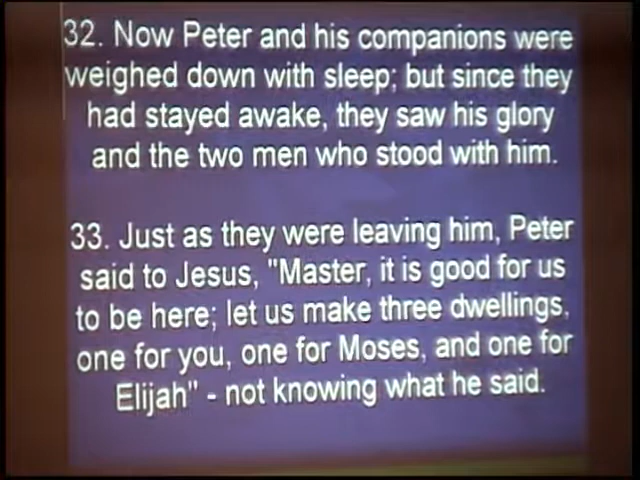 32. Now Peter and his companions were
weighed down with sleep; but since they
had stayed awake, they saw his glory
and the two men who stood with him.
33. Just as they were leaving him, Peter
said to Jesus, "Master, it is good for us
to be here; let us make three dwellings,
one for you, one for Moses, and one for
Elijah" - not knowing what he said.